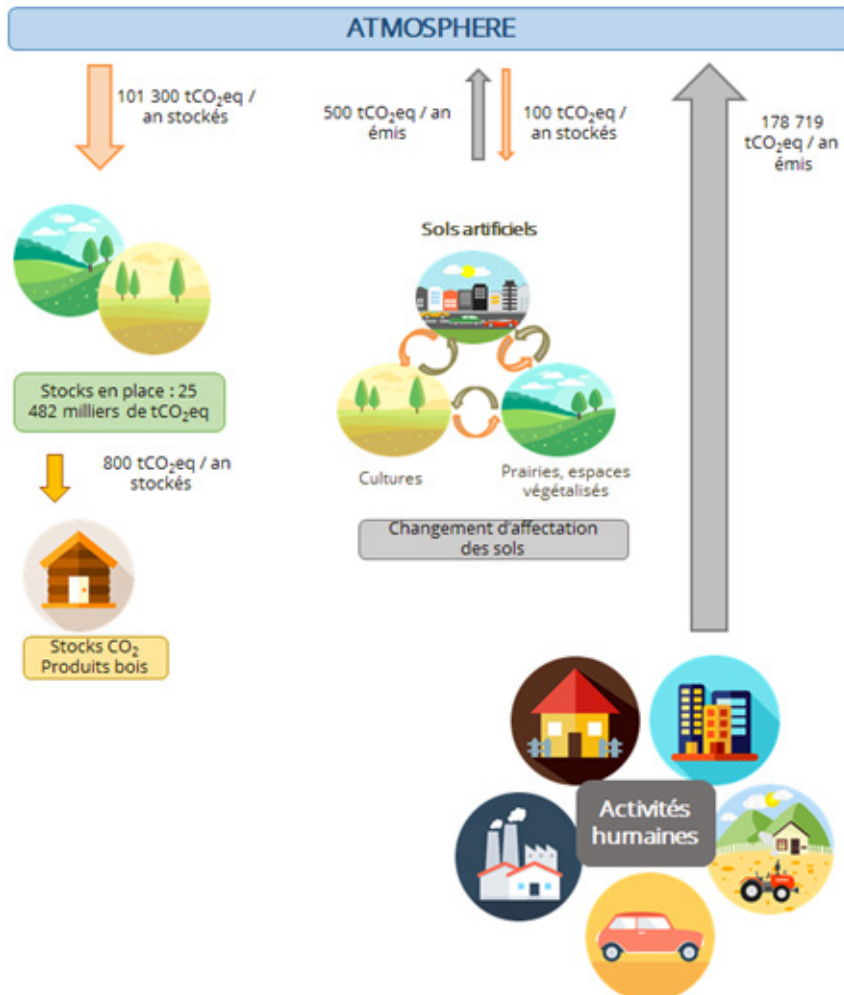 ATMOSPHERE
101 300 tCO₂eq /
an stockés
500 tCO₂eq / an
émis
100 tCO₂eq /
an stockés
178 719
tCO₂eq / an
émis
Sols artificiels
Stocks en place : 25
482 milliers de tCO₂eq
800 tCO₂eq / an
stockés
Cultures
Prairies, espaces
végétalisés
Changement d'affectation
des sols
Stocks CO₂
Produits bois
Activités
humaines